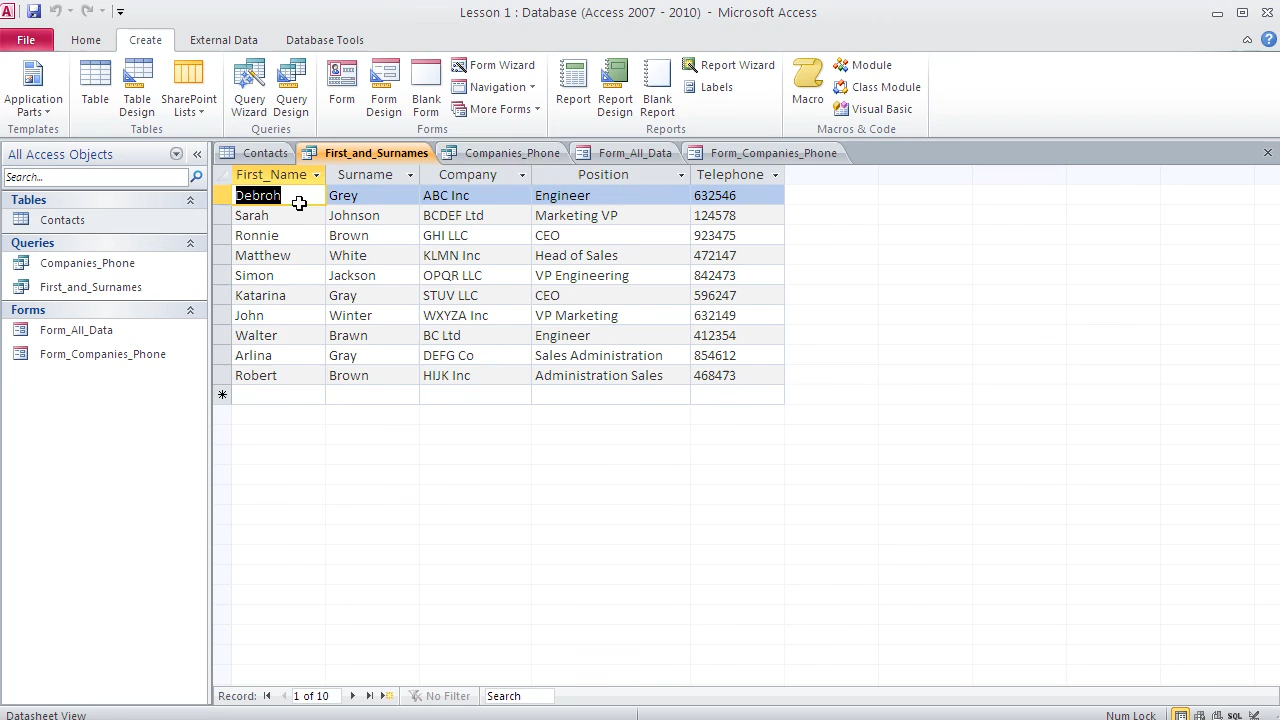 Lesson 1 : Database (Access 2007 - 2010) - Microsoft Access
File Home Create External Data Database Tools
Application Parts Table Table Design SharePoint Lists Query Wizard Query Design Form Form Design Blank Form Form Wizard Navigation More Forms Report Report Design Blank Report Report Wizard Labels Macro Module Class Module Visual Basic
Templates Tables Queries Forms Reports Macros & Code
All Access Objects
Search...
Tables
Contacts
Queries
Companies_Phone
First_and_Surnames
Forms
Form_All_Data
Form_Companies_Phone
Contacts First_and_Surnames Companies_Phone Form_All_Data Form_Companies_Phone
First_Name Surname Company Position Telephone
Debroh Grey ABC Inc Engineer 632546
Sarah Johnson BCDEF Ltd Marketing VP 124578
Ronnie Brown GHI LLC CEO 923475
Matthew White KLMN Inc Head of Sales 472147
Simon Jackson OPQR LLC VP Engineering 842473
Katarina Gray STUV LLC CEO 596247
John Winter WXYZA Inc VP Marketing 632149
Walter Brawn BC Ltd Engineer 412354
Arlina Gray DEFG Co Sales Administration 854612
Robert Brown HIJK Inc Administration Sales 468473
Record: 1 of 10 No Filter Search
Datasheet View Num Lock SQL